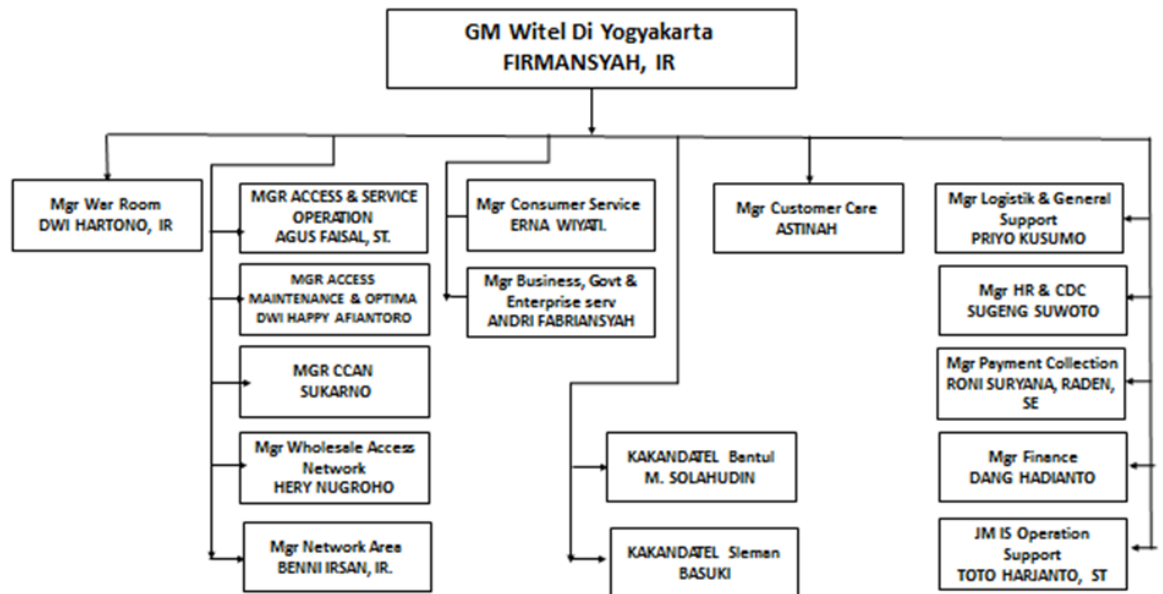 GM Witel Di Yogyakarta
FIRMANSYAH, IR
Mgr War Room
DWI HARTONO, IR
MGR ACCESS & SERVICE
OPERATION
AGUS FAISAL, ST.
MGR ACCESS
MAINTENANCE & OPTIMA
DWI HAPPY AFIANTORO
MGR CCAN
SUKARNO
Mgr Wholesale Access
Network
HERY NUGROHO
Mgr Network Area
BENNI IRSAN, IR.
Mgr Consumer Service
ERNA WIYATI.
Mgr Business, Govt &
Enterprise serv
ANDRI FABRIANSYAH
KAKANDATEL Bantul
M. SOLAHUDIN
KAKANDATEL Sleman
BASUKI
Mgr Customer Care
ASTINAH
Mgr Logistik & General
Support
PRIYO KUSUMO
Mgr HR & CDC
SUGENG SUWOTO
Mgr Payment Collection
RONI SURYANA, RADEN,
SE
Mgr Finance
DANG HADIANTO
JM IS Operation
Support
TOTO HARJANTO, ST